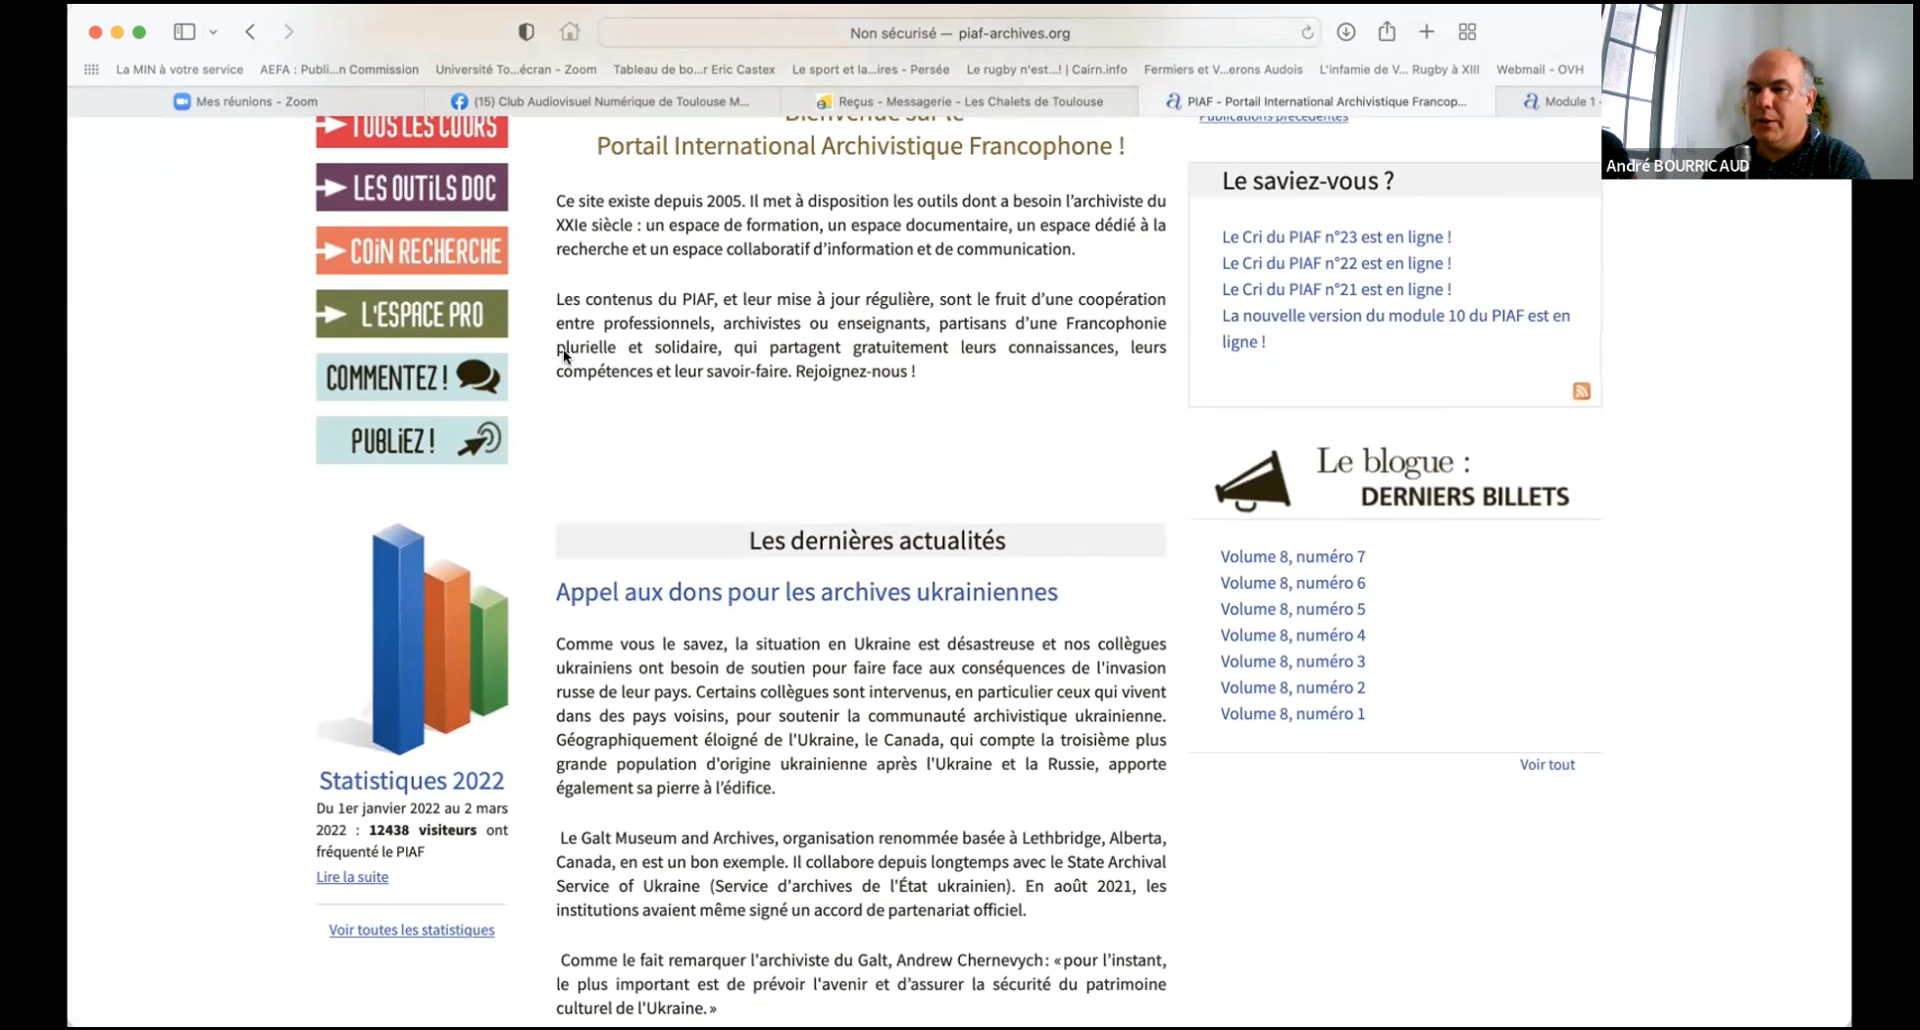 Non sécurisé — piaf-archives.org
La MIN à votre service
AEFA : Publi...n Commission
Université To...écran - Zoom
Tableau de bo...r Eric Castex
Le sport et la...ires - Persée
Le rugby n'est...! | Cairn.info
Fermiers et V...erons Audois
L'infamie de V... Rugby à XIII
Webmail - OVH
Mes réunions - Zoom
(15) Club Audiovisuel Numérique de Toulouse M...
Reçus - Messagerie - Les Chalets de Toulouse
PIAF - Portail International Archivistique Francop...
Module 1 -
André BOURRICAUD
TOUS LES COURS
LES OUTILS DOC
COIN RECHERCHE
L'ESPACE PRO
COMMENTEZ !
PUBLIEZ !
Statistiques 2022
Du 1er janvier 2022 au 2 mars
2022 : 12438 visiteurs ont
fréquenté le PIAF
Lire la suite
Voir toutes les statistiques
Bienvenue sur le
Portail International Archivistique Francophone !
Ce site existe depuis 2005. Il met à disposition les outils dont a besoin l'archiviste du
XXIe siècle : un espace de formation, un espace documentaire, un espace dédié à la
recherche et un espace collaboratif d'information et de communication.
Les contenus du PIAF, et leur mise à jour régulière, sont le fruit d'une coopération
entre professionnels, archivistes ou enseignants, partisans d'une Francophonie
plurielle et solidaire, qui partagent gratuitement leurs connaissances, leurs
compétences et leur savoir-faire. Rejoignez-nous !
Les dernières actualités
Appel aux dons pour les archives ukrainiennes
Comme vous le savez, la situation en Ukraine est désastreuse et nos collègues
ukrainiens ont besoin de soutien pour faire face aux conséquences de l'invasion
russe de leur pays. Certains collègues sont intervenus, en particulier ceux qui vivent
dans des pays voisins, pour soutenir la communauté archivistique ukrainienne.
Géographiquement éloigné de l'Ukraine, le Canada, qui compte la troisième plus
grande population d'origine ukrainienne après l'Ukraine et la Russie, apporte
également sa pierre à l'édifice.
Le Galt Museum and Archives, organisation renommée basée à Lethbridge, Alberta,
Canada, en est un bon exemple. Il collabore depuis longtemps avec le State Archival
Service of Ukraine (Service d'archives de l'État ukrainien). En août 2021, les
institutions avaient même signé un accord de partenariat officiel.
Comme le fait remarquer l'archiviste du Galt, Andrew Chernevych : « pour l'instant,
le plus important est de prévoir l'avenir et d'assurer la sécurité du patrimoine
culturel de l'Ukraine. »
Publications précédentes
Le saviez-vous ?
Le Cri du PIAF n°23 est en ligne !
Le Cri du PIAF n°22 est en ligne !
Le Cri du PIAF n°21 est en ligne !
La nouvelle version du module 10 du PIAF est en
ligne !
Le blogue :
DERNIERS BILLETS
Volume 8, numéro 7
Volume 8, numéro 6
Volume 8, numéro 5
Volume 8, numéro 4
Volume 8, numéro 3
Volume 8, numéro 2
Volume 8, numéro 1
Voir tout